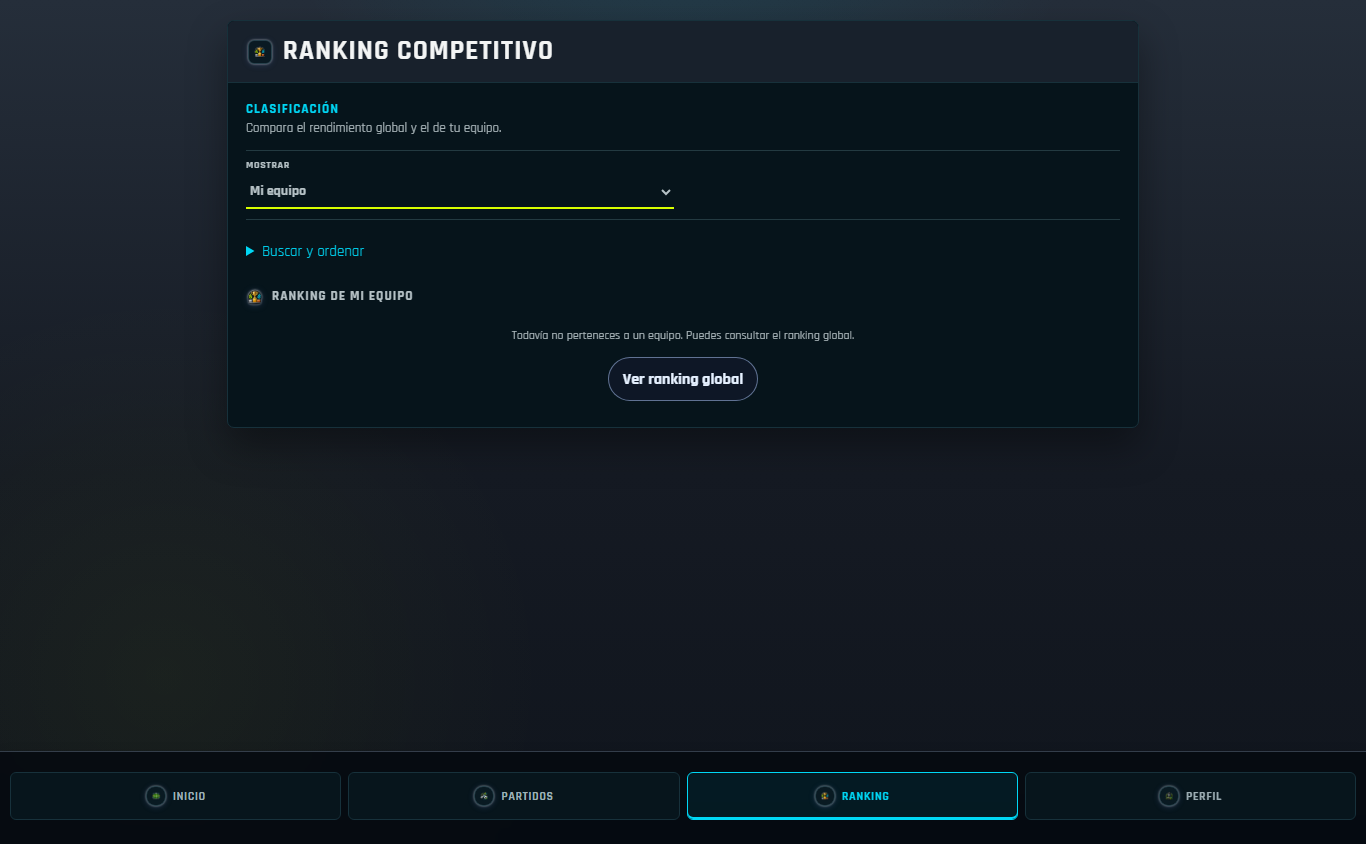 RANKING COMPETITIVO
CLASIFICACIÓN
Compara el rendimiento global y el de tu equipo.
MOSTRAR
Mi equipo
Buscar y ordenar
RANKING DE MI EQUIPO
Todavía no perteneces a un equipo. Puedes consultar el ranking global.
Ver ranking global
INICIO
PARTIDOS
RANKING
PERFIL